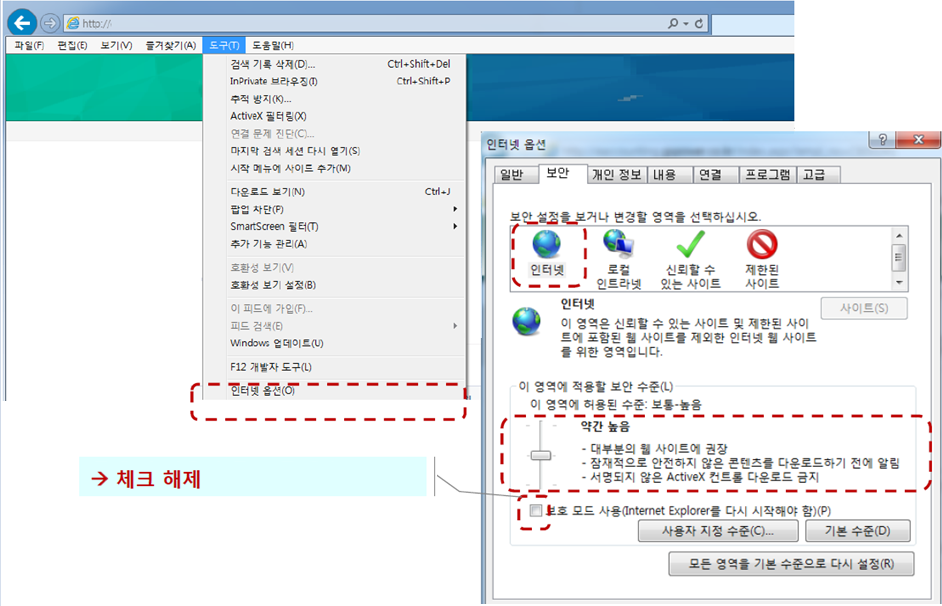 http://
파일(F) 편집(E) 보기(V) 즐겨찾기(A) 도구(T) 도움말(H)
검색 기록 삭제(D)... Ctrl+Shift+Del
InPrivate 브라우징(I) Ctrl+Shift+P
추적 방지(K)...
ActiveX 필터링(X)
연결 문제 진단(C)...
마지막 검색 세션 다시 열기(S)
시작 메뉴에 사이트 추가(M)
다운로드 보기(N) Ctrl+J
팝업 차단(P)
SmartScreen 필터(T)
추가 기능 관리(A)
호환성 보기(V)
호환성 보기 설정(B)
이 피드에 가입(F)...
피드 검색(E)
Windows 업데이트(U)
F12 개발자 도구(L)
인터넷 옵션(O)
→ 체크 해제
인터넷 옵션
일반 보안 개인 정보 내용 연결 프로그램 고급
보안 설정을 보거나 변경할 영역을 선택하십시오.
인터넷
로컬
인트라넷
신뢰할 수
있는 사이트
제한된
사이트
인터넷
사이트(S)
이 영역은 신뢰할 수 있는 사이트 및 제한된 사이
트에 포함된 웹 사이트를 제외한 인터넷 웹 사이트
를 위한 영역입니다.
이 영역에 적용할 보안 수준(L)
이 영역에 허용된 수준: 보통-높음
약간 높음
- 대부분의 웹 사이트에 권장
- 잠재적으로 안전하지 않은 콘텐츠를 다운로드하기 전에 알림
- 서명되지 않은 ActiveX 컨트롤 다운로드 금지
보호 모드 사용(Internet Explorer를 다시 시작해야 함)(P)
사용자 지정 수준(C)... 기본 수준(D)
모든 영역을 기본 수준으로 다시 설정(R)